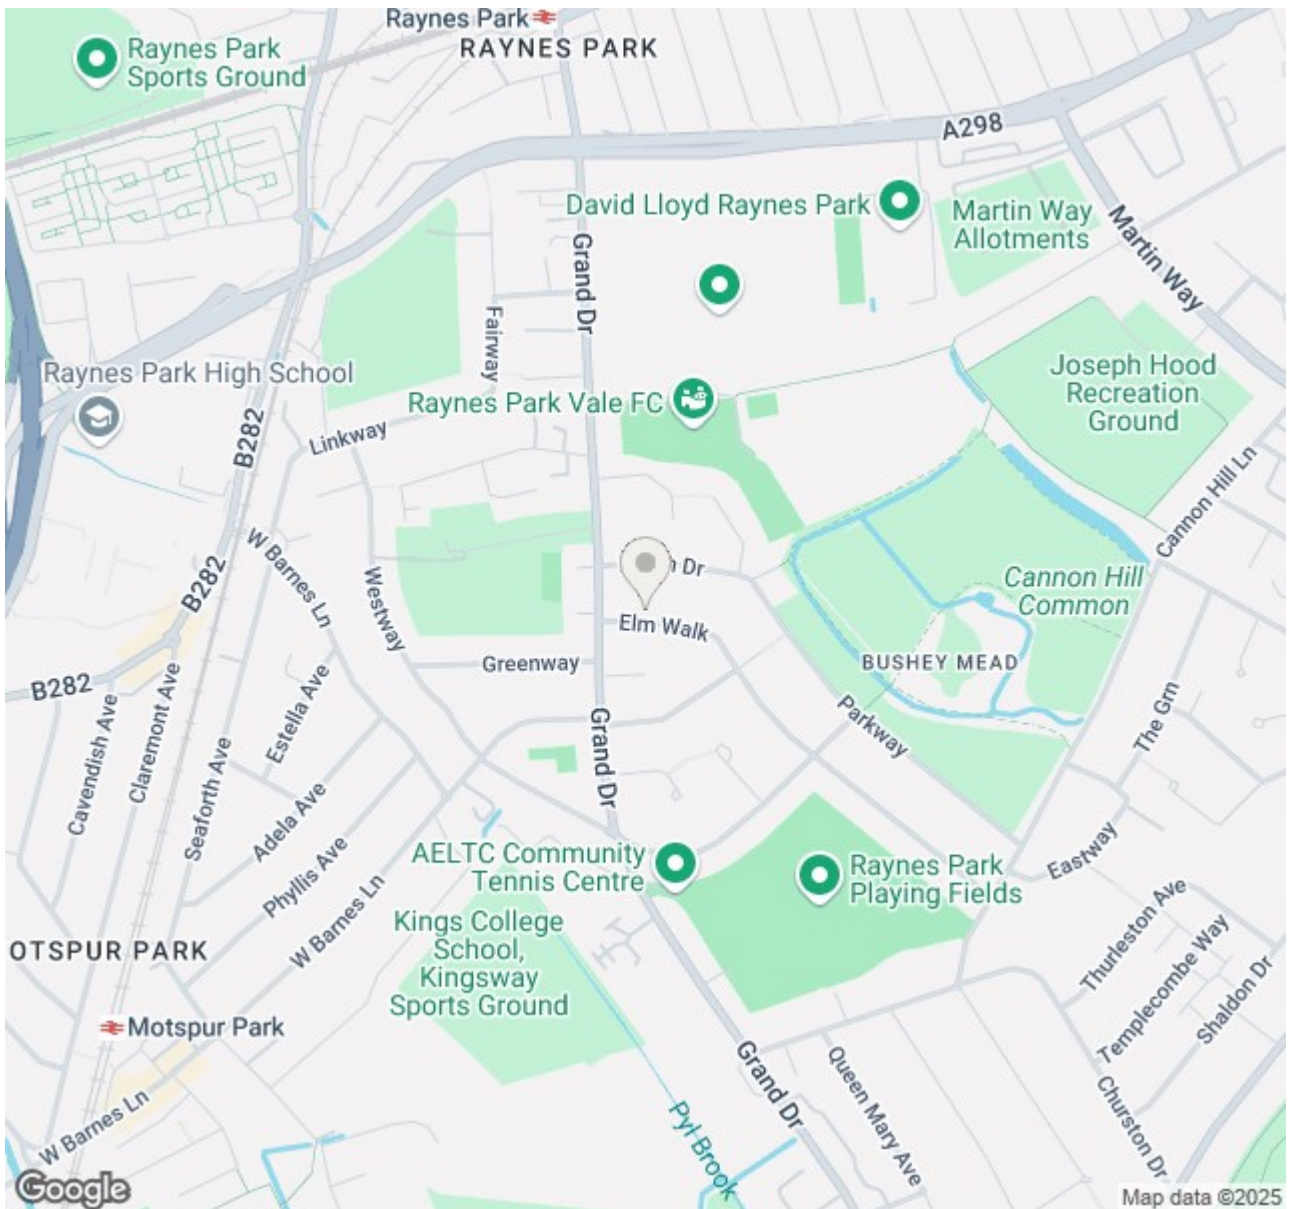 Raynes Park
RAYNES PARK
Raynes Park
Sports Ground
A298
David Lloyd Raynes Park
Martin Way
Allotments
Martin Way
Grand Dr
Fairway
Raynes Park High School
Joseph Hood
Recreation
Ground
Raynes Park Vale FC
Linkway
B282
Cannon Hill Ln
W Barnes Ln
Westway
B282
Elm Walk
Cannon Hill
Common
Greenway
BUSHEY MEAD
B282
Estella Ave
Claremont Ave
Cavendish Ave
Seaforth Ave
Grand Dr
Parkway
The Grn
Adela Ave
Phyllis Ave
W Barnes Ln
AELTC Community
Tennis Centre
Raynes Park
Playing Fields
Eastway
Thurleston Ave
Templecombe Way
Shaldon Dr
Kings College
School,
Kingsway
Sports Ground
OTSPUR PARK
Motspur Park
W Barnes Ln
Grand Dr
Queen Mary Ave
Churston Dr
Pyl Brook
Google
Map data ©2025